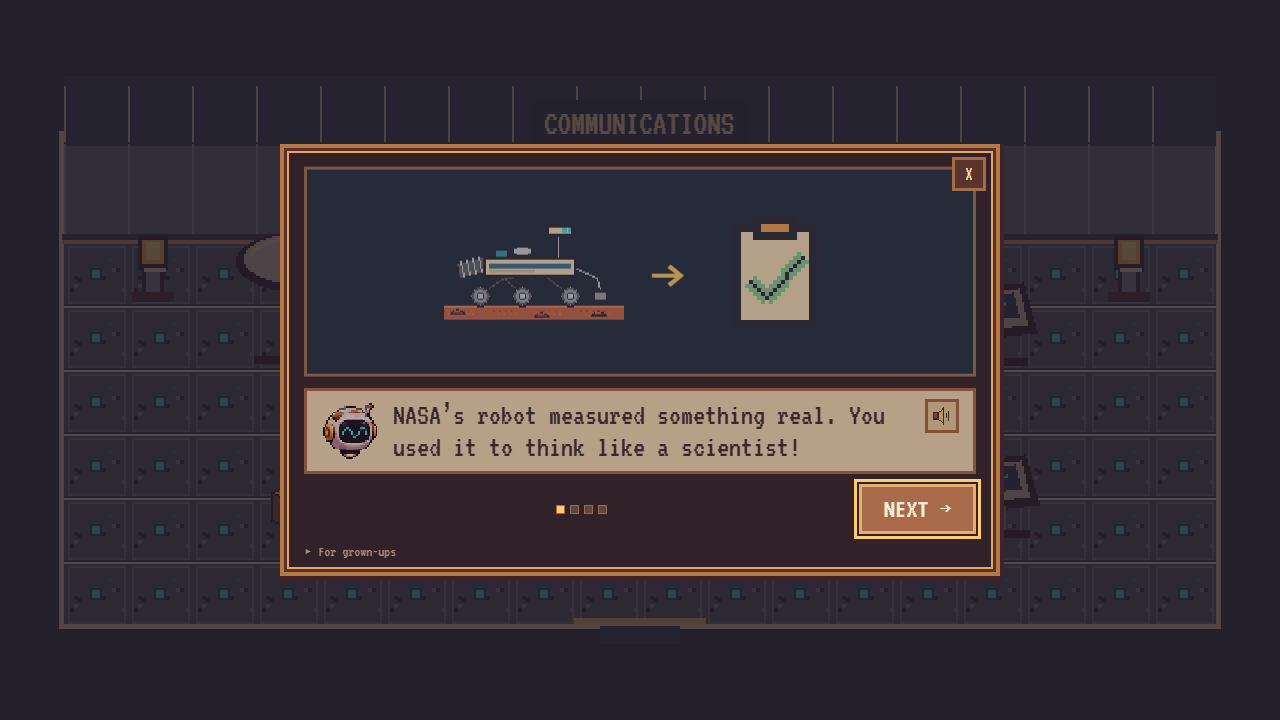 COMMUNICATIONS
X
NASA's robot measured something real. You
used it to think like a scientist!
NEXT →
▸ For grown-ups